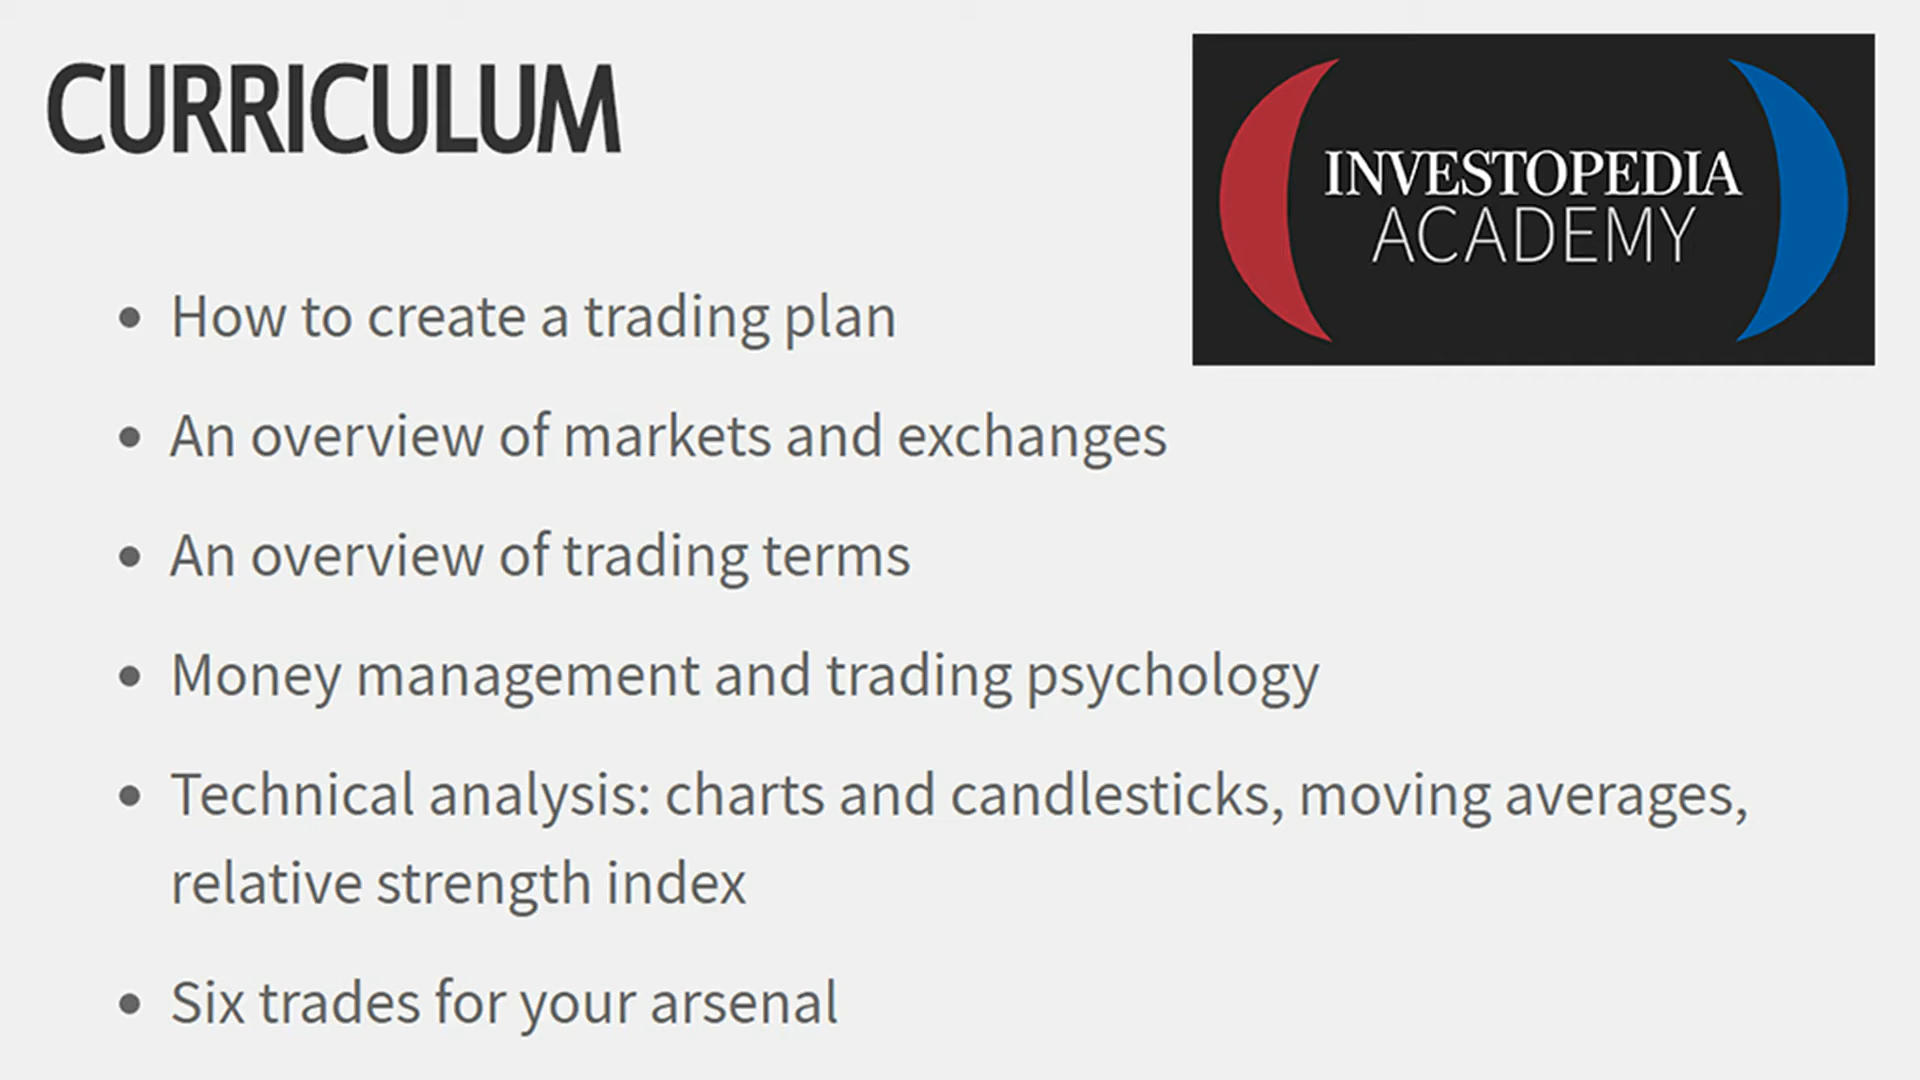 CURRICULUM
INVESTOPEDIA
ACADEMY
• How to create a trading plan
• An overview of markets and exchanges
• An overview of trading terms
• Money management and trading psychology
• Technical analysis: charts and candlesticks, moving averages,
relative strength index
• Six trades for your arsenal